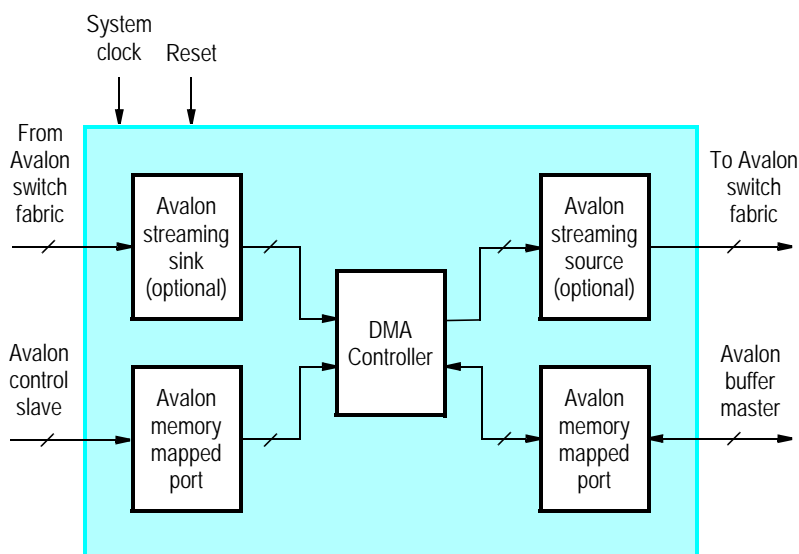 System
clock
Reset
From
Avalon
switch
fabric
To Avalon
switch
fabric
Avalon
streaming
sink
(optional)
Avalon
streaming
source
(optional)
DMA
Controller
Avalon
control
slave
Avalon
memory
mapped
port
Avalon
memory
mapped
port
Avalon
buffer
master